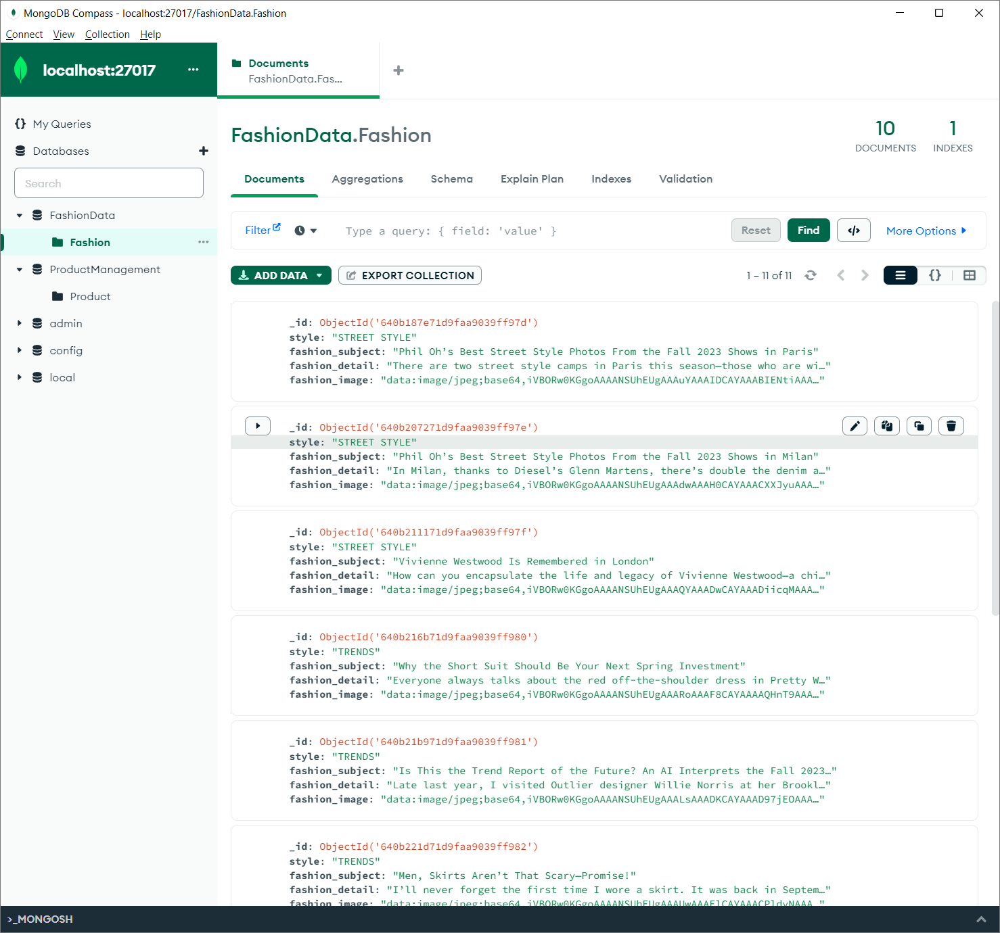 MongoDB Compass - localhost:27017/FashionData.Fashion
Connect View Collection Help
localhost:27017 ...
Documents
FashionData.Fas...
+
{} My Queries
Databases +
Search
FashionData
Fashion ...
ProductManagement
Product
admin
config
local
FashionData.Fashion
10
DOCUMENTS
1
INDEXES
Documents Aggregations Schema Explain Plan Indexes Validation
Filter Type a query: { field: 'value' } Reset Find </> More Options
ADD DATA EXPORT COLLECTION 1 – 11 of 11 {}
_id: ObjectId('640b187e71d9faa9039ff97d')
style: "STREET STYLE"
fashion_subject: "Phil Oh’s Best Street Style Photos From the Fall 2023 Shows in Paris"
fashion_detail: "There are two street style camps in Paris this season—those who are wi…"
fashion_image: "data:image/jpeg;base64,iVBORw0KGgoAAAANSUhEUgAAAuYAAAIDCAYAAABIENtiAAA…"
_id: ObjectId('640b207271d9faa9039ff97e')
style: "STREET STYLE"
fashion_subject: "Phil Oh’s Best Street Style Photos From the Fall 2023 Shows in Milan"
fashion_detail: "In Milan, thanks to Diesel’s Glenn Martens, there’s double the denim a…"
fashion_image: "data:image/jpeg;base64,iVBORw0KGgoAAAANSUhEUgAAAdwAAAH0CAYAAACXXJyuAAA…"
_id: ObjectId('640b211171d9faa9039ff97f')
style: "STREET STYLE"
fashion_subject: "Vivienne Westwood Is Remembered in London"
fashion_detail: "How can you encapsulate the life and legacy of Vivienne Westwood—a chi…"
fashion_image: "data:image/jpeg;base64,iVBORw0KGgoAAAANSUhEUgAAAQYAAADwCAYAAADiicqMAAA…"
_id: ObjectId('640b216b71d9faa9039ff980')
style: "TRENDS"
fashion_subject: "Why the Short Suit Should Be Your Next Spring Investment"
fashion_detail: "Everyone always talks about the red off-the-shoulder dress in Pretty W…"
fashion_image: "data:image/jpeg;base64,iVBORw0KGgoAAAANSUhEUgAAARoAAAF8CAYAAAAQHnT9AAA…"
_id: ObjectId('640b21b971d9faa9039ff981')
style: "TRENDS"
fashion_subject: "Is This the Trend Report of the Future? An AI Interprets the Fall 2023…"
fashion_detail: "Late last year, I visited Outlier designer Willie Norris at her Brookl…"
fashion_image: "data:image/jpeg;base64,iVBORw0KGgoAAAANSUhEUgAAALsAAADKCAYAAAD97jEOAAA…"
_id: ObjectId('640b221d71d9faa9039ff982')
style: "TRENDS"
fashion_subject: "Men, Skirts Aren’t That Scary—Promise!"
fashion_detail: "I’ll never forget the first time I wore a skirt. It was back in Septem…"
fashion_image:
>_MONGOSH